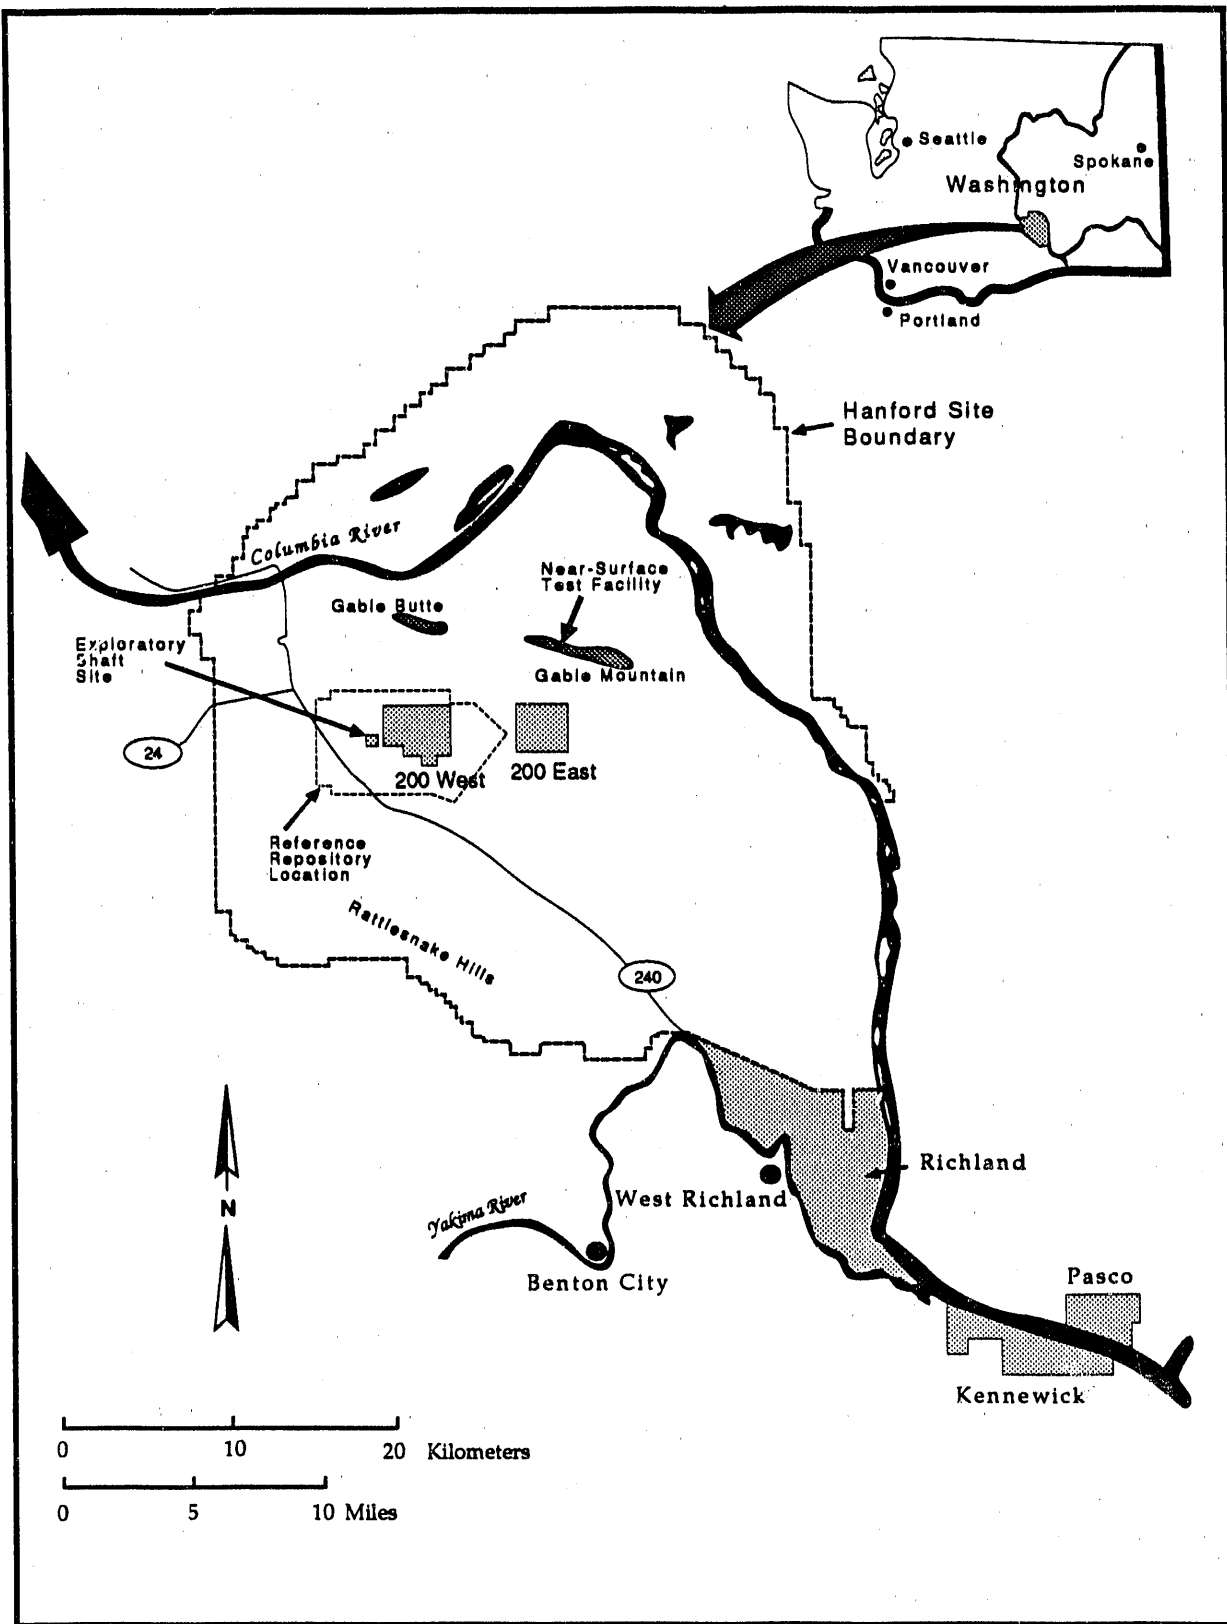 Seattle
Spokane
Washington
Vancouver
Portland
Hanford Site
Boundary
Columbia River
Near-Surface
Test Facility
Gable Butte
Exploratory
Shaft
Site
Gable Mountain
24
200 West
200 East
Reference
Repository
Location
Rattlesnake Hills
240
Richland
N
West Richland
Yakima River
Benton City
Pasco
Kennewick
0 10 20 Kilometers
0 5 10 Miles